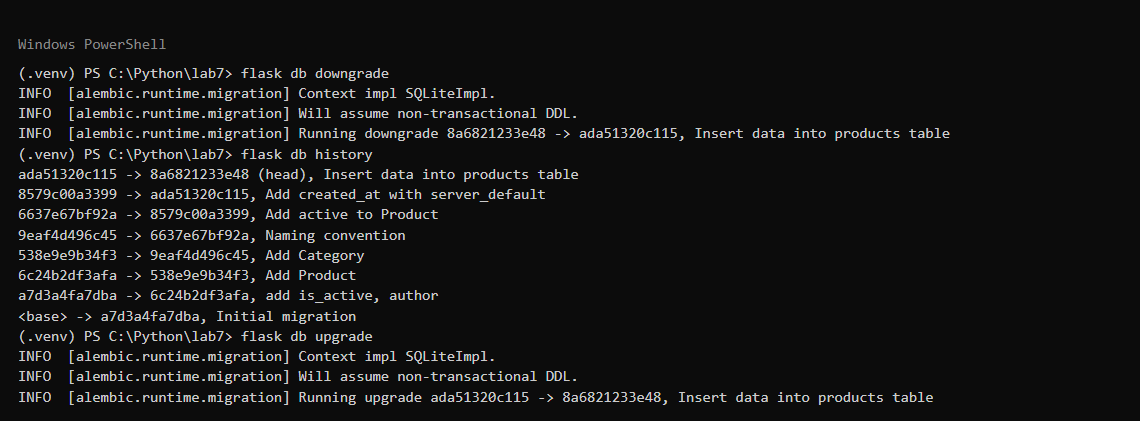 Windows PowerShell
(.venv) PS C:\Python\lab7> flask db downgrade
INFO  [alembic.runtime.migration] Context impl SQLiteImpl.
INFO  [alembic.runtime.migration] Will assume non-transactional DDL.
INFO  [alembic.runtime.migration] Running downgrade 8a6821233e48 -> ada51320c115, Insert data into products table
(.venv) PS C:\Python\lab7> flask db history
ada51320c115 -> 8a6821233e48 (head), Insert data into products table
8579c00a3399 -> ada51320c115, Add created_at with server_default
6637e67bf92a -> 8579c00a3399, Add active to Product
9eaf4d496c45 -> 6637e67bf92a, Naming convention
538e9e9b34f3 -> 9eaf4d496c45, Add Category
6c24b2df3afa -> 538e9e9b34f3, Add Product
a7d3a4fa7dba -> 6c24b2df3afa, add is_active, author
<base> -> a7d3a4fa7dba, Initial migration
(.venv) PS C:\Python\lab7> flask db upgrade
INFO  [alembic.runtime.migration] Context impl SQLiteImpl.
INFO  [alembic.runtime.migration] Will assume non-transactional DDL.
INFO  [alembic.runtime.migration] Running upgrade ada51320c115 -> 8a6821233e48, Insert data into products table